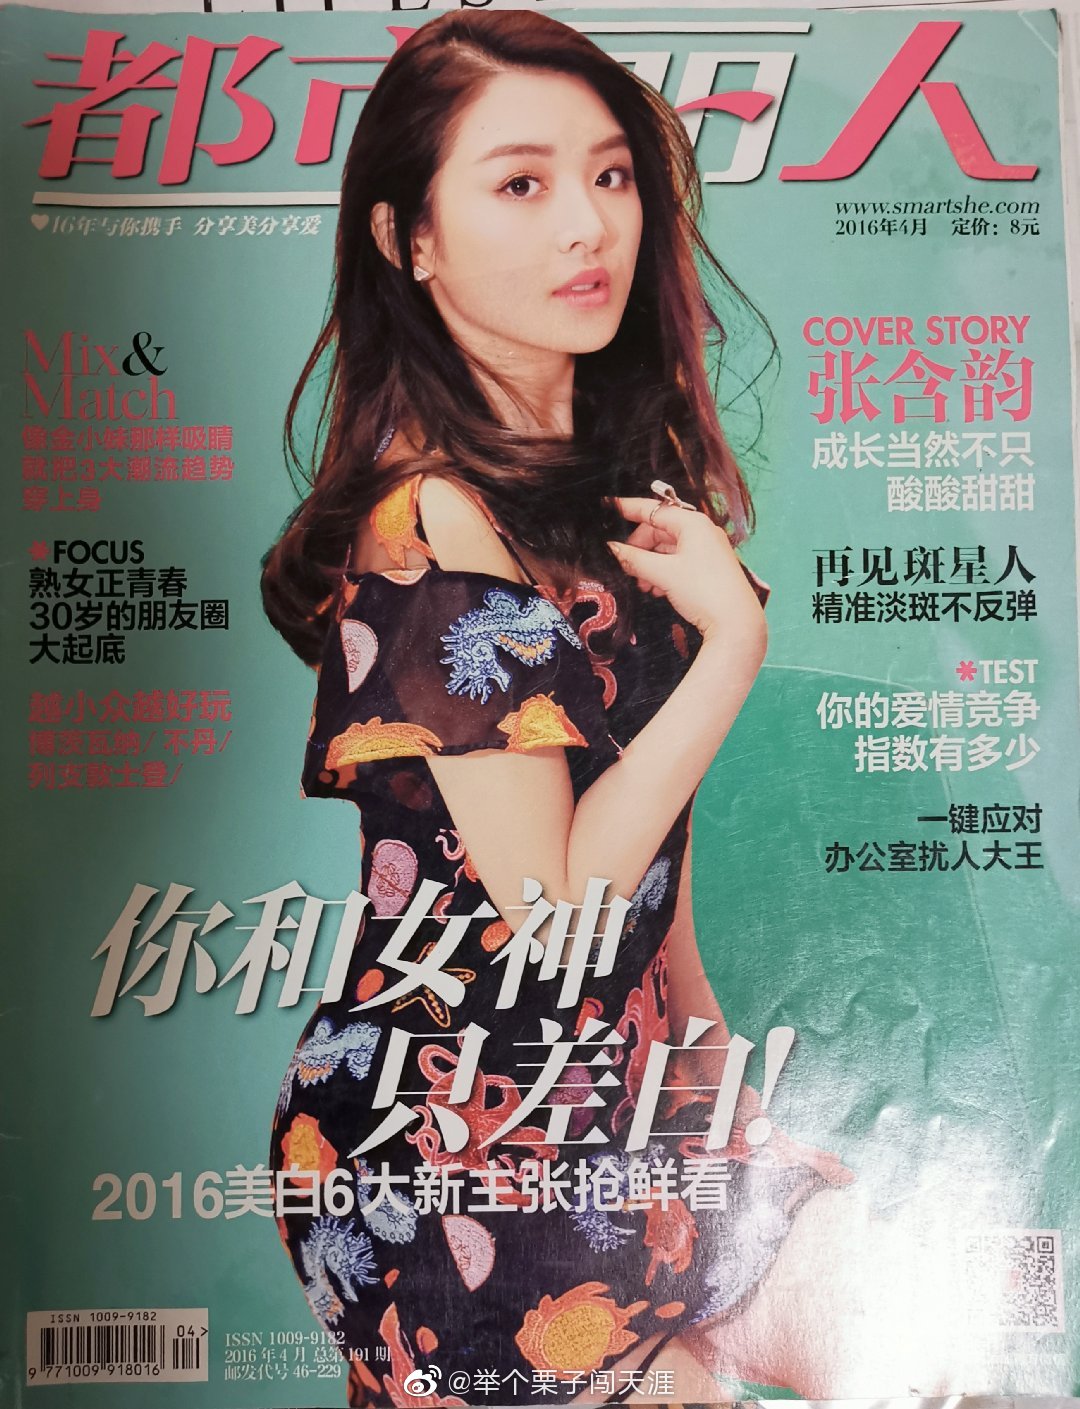 都市丽人
16年与你携手 分享美分享爱
www.smartshe.com
2016年4月 定价：8元
Mix&
Match
像金小妹那样吸睛
就把3大潮流趋势
穿上身
*FOCUS
熟女正青春
30岁的朋友圈
大起底
越小众越好玩
博茨瓦纳/不丹/
列支敦士登/
COVER STORY
张含韵
成长当然不只
酸酸甜甜
再见斑星人
精准淡斑不反弹
*TEST
你的爱情竞争
指数有多少
一键应对
办公室扰人大王
你和女神
只差白!
2016美白6大新主张抢鲜看
ISSN 1009-9182
04>
9 771009 918016
ISSN 1009-9182
2016年4月 总第191期
邮发代号 46-229
@举个栗子闯天涯